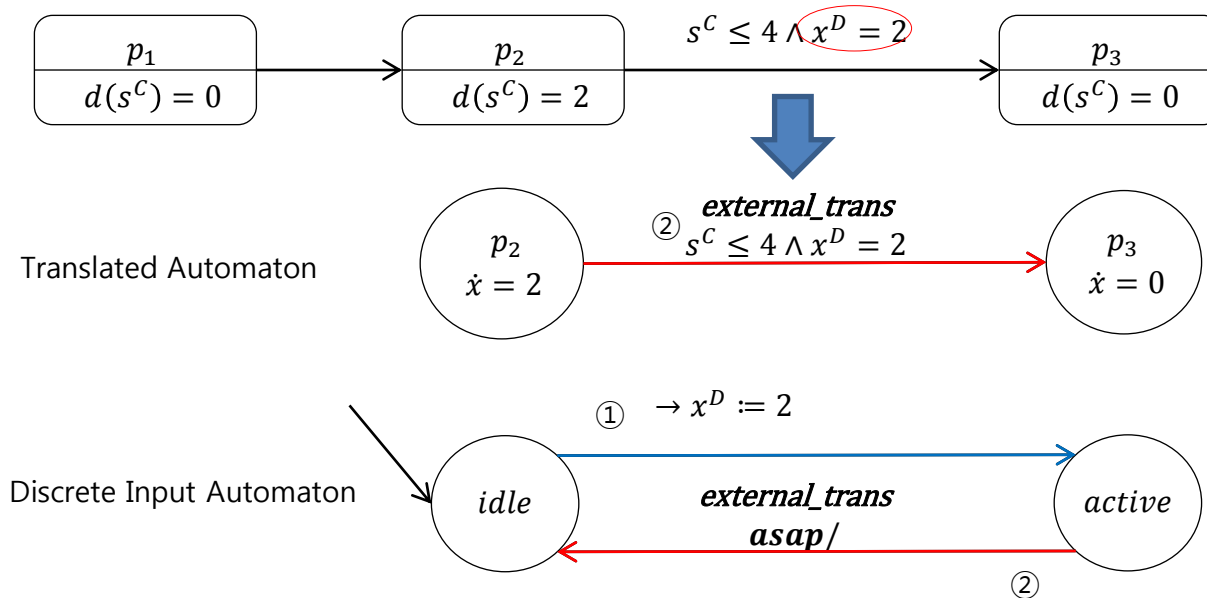 p₁
d(s^C) = 0
p₂
d(s^C) = 2
s^C ≤ 4 ∧ x^D = 2
p₃
d(s^C) = 0
Translated Automaton
p₂
ẋ = 2
external_trans
② s^C ≤ 4 ∧ x^D = 2
p₃
ẋ = 0
Discrete Input Automaton
idle
① → x^D ≔ 2
external_trans
asap/
②
active